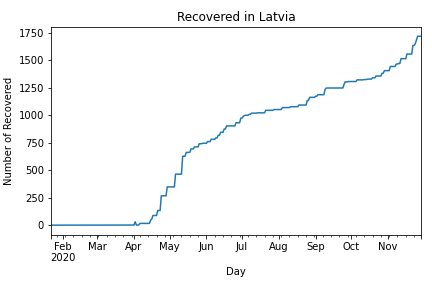 Recovered in Latvia
Number of Recovered
1750
1500
1250
1000
750
500
250
0
Feb Mar Apr May Jun Jul Aug Sep Oct Nov
2020
Day